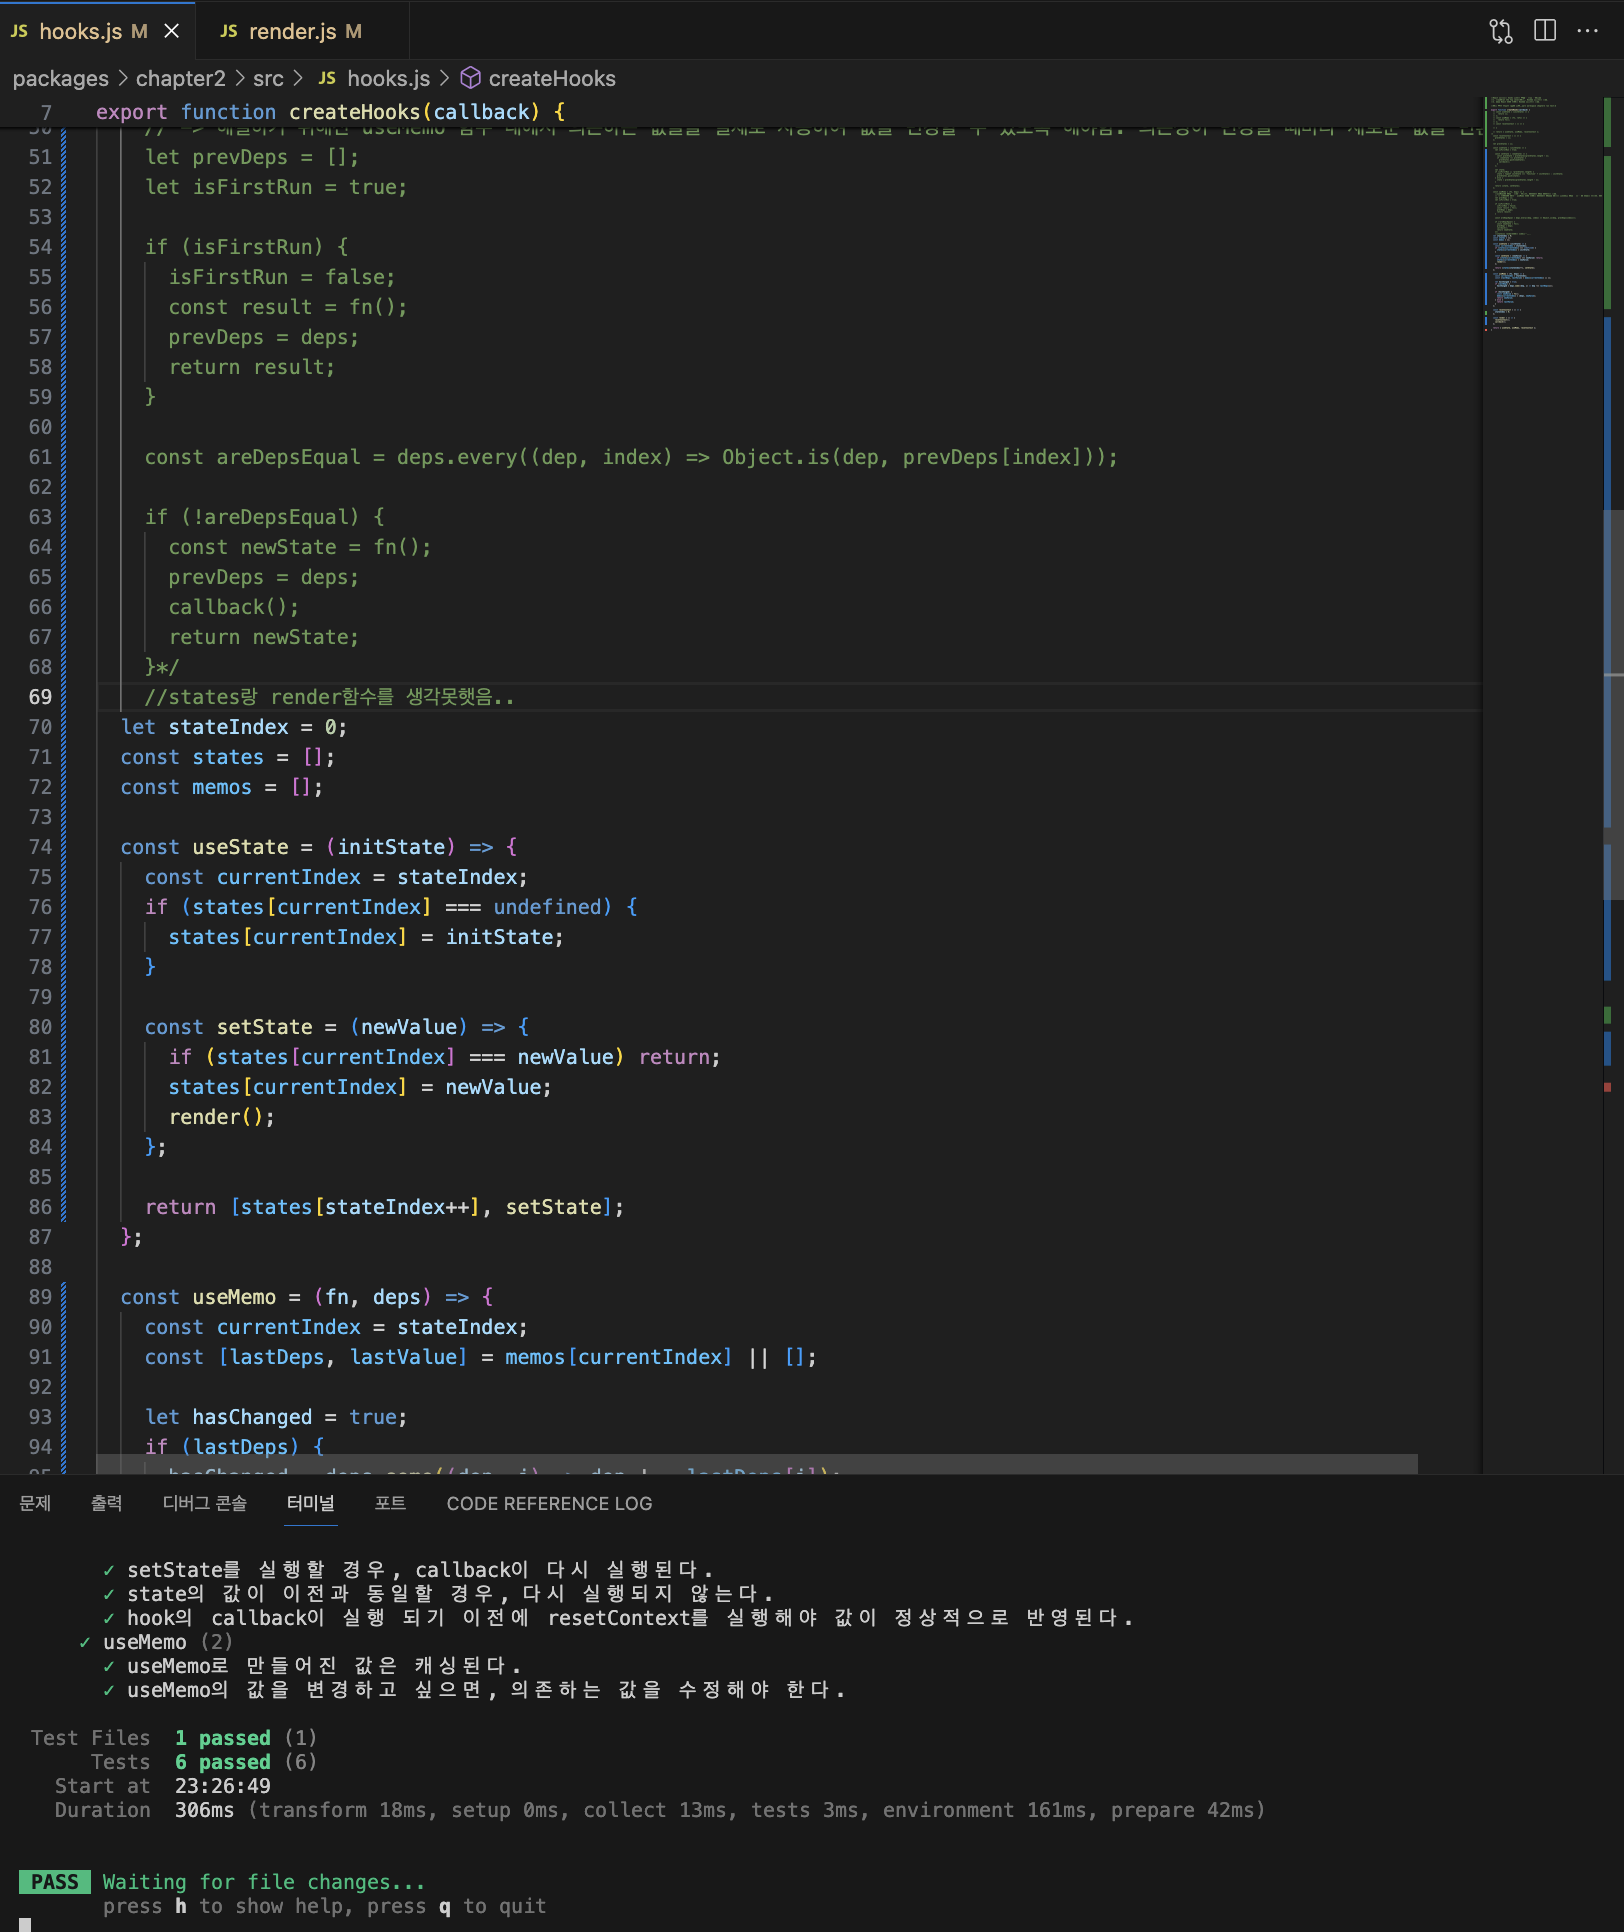 JS hooks.js M
JS render.js M
packages > chapter2 > src > JS hooks.js > createHooks
7 export function createHooks(callback) {
51 let prevDeps = [];
52 let isFirstRun = true;
53
54 if (isFirstRun) {
55 isFirstRun = false;
56 const result = fn();
57 prevDeps = deps;
58 return result;
59 }
60
61 const areDepsEqual = deps.every((dep, index) => Object.is(dep, prevDeps[index]));
62
63 if (!areDepsEqual) {
64 const newState = fn();
65 prevDeps = deps;
66 callback();
67 return newState;
68 }*/
69 //states랑 render함수를 생각못햇음..
70 let stateIndex = 0;
71 const states = [];
72 const memos = [];
73
74 const useState = (initState) => {
75 const currentIndex = stateIndex;
76 if (states[currentIndex] === undefined) {
77 states[currentIndex] = initState;
78 }
79
80 const setState = (newValue) => {
81 if (states[currentIndex] === newValue) return;
82 states[currentIndex] = newValue;
83 render();
84 };
85
86 return [states[stateIndex++], setState];
87 };
88
89 const useMemo = (fn, deps) => {
90 const currentIndex = stateIndex;
91 const [lastDeps, lastValue] = memos[currentIndex] || [];
92
93 let hasChanged = true;
94 if (lastDeps) {
문제 출력 디버그 콘솔 터미널 포트 CODE REFERENCE LOG
✓ setState를 실행할 경우, callback이 다시 실행된다.
✓ state의 값이 이전과 동일할 경우, 다시 실행되지 않는다.
✓ hook의 callback이 실행 되기 이전에 resetContext를 실행해야 값이 정상적으로 반영된다.
✓ useMemo (2)
✓ useMemo로 만들어진 값은 캐싱된다.
✓ useMemo의 값을 변경하고 싶으면, 의존하는 값을 수정해야 한다.
Test Files 1 passed (1)
Tests 6 passed (6)
Start at 23:26:49
Duration 306ms (transform 18ms, setup 0ms, collect 13ms, tests 3ms, environment 161ms, prepare 42ms)
PASS Waiting for file changes...
press h to show help, press q to quit